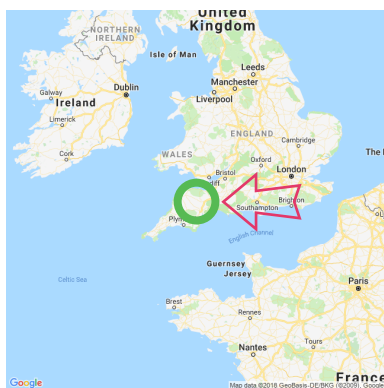 United
Kingdom
NORTHERN
IRELAND
Isle of Man
Leeds
Manchester
Dublin
Liverpool
Galway
Ireland
Limerick
ENGLAND
Cambridge
WALES
Cork
Oxford
Bristol
London
Southampton
Brighton
English Channel
Guernsey
Jersey
Celtic Sea
Paris
Brest
Rennes
Tours
Nantes
France
Google
Map data ©2018 GeoBasis-DE/BKG (©2009), Google